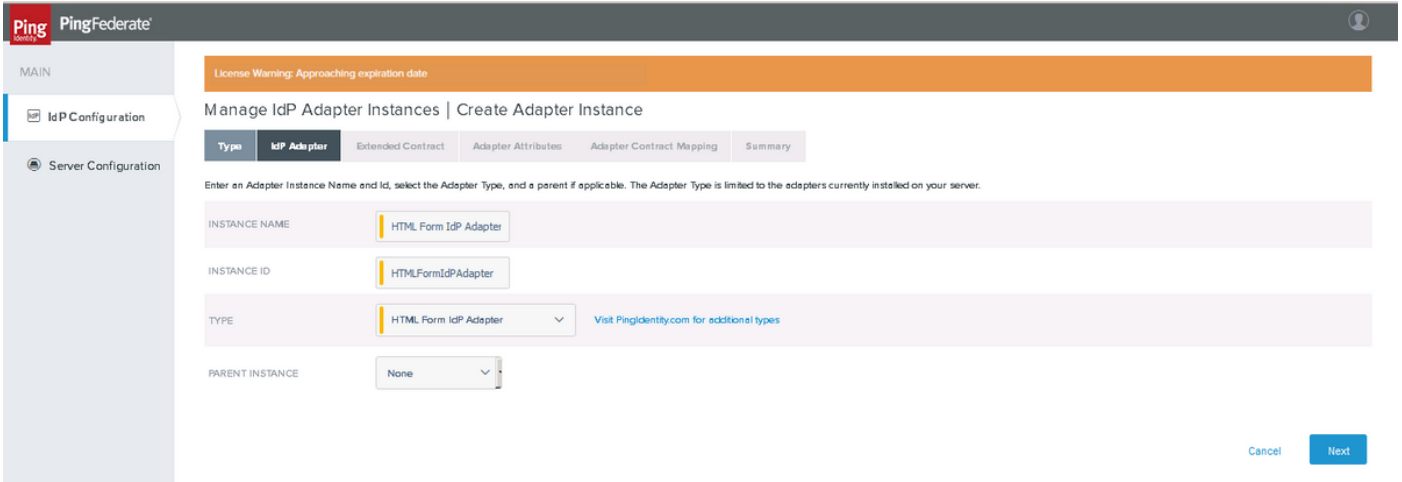 Ping
Identity
PingFederate
MAIN
License Warning: Approaching expiration date
IdP IdP Configuration
Manage IdP Adapter Instances | Create Adapter Instance
Type IdP Adapter Extended Contract Adapter Attributes Adapter Contract Mapping Summary
Server Configuration
Enter an Adapter Instance Name and Id, select the Adapter Type, and a parent if applicable. The Adapter Type is limited to the adapters currently installed on your server.
INSTANCE NAME HTML Form IdP Adapter
INSTANCE ID HTMLFormIdPAdapter
TYPE HTML Form IdP Adapter Visit PingIdentity.com for additional types
PARENT INSTANCE None
Cancel Next